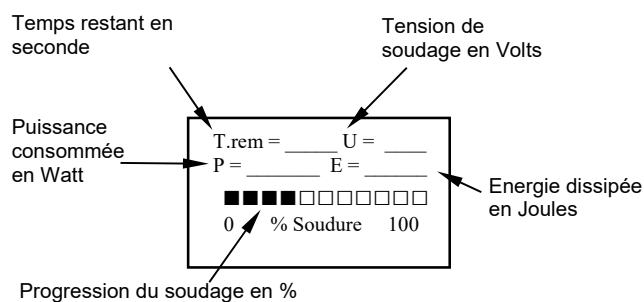 Temps restant en
seconde
Tension de
soudage en Volts
Puissance
consommée
en Watt
T.rem = _____ U = ____
P = _______ E = ______
0 % Soudure 100
Energie dissipée
en Joules
Progression du soudage en %